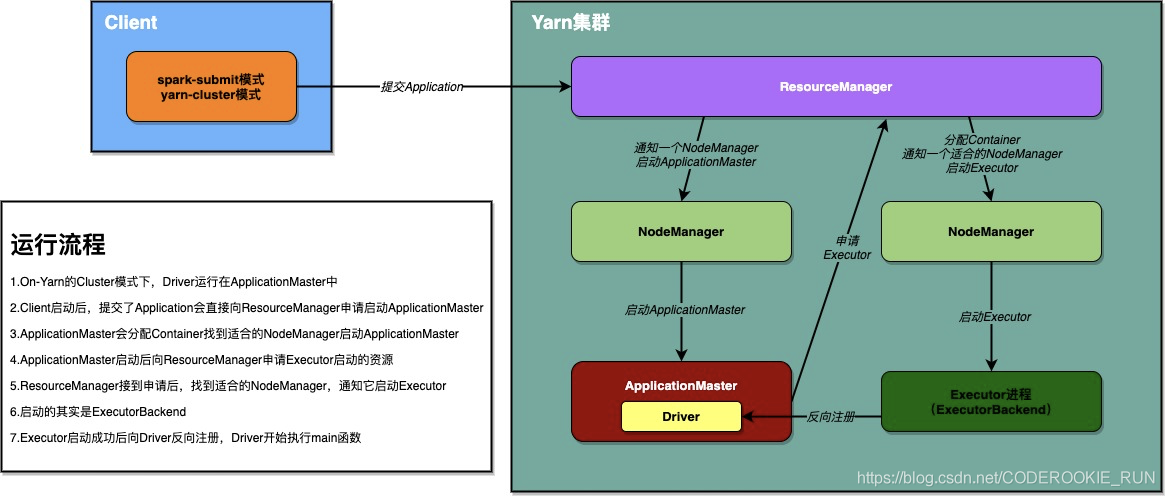 Client
spark-submit模式
yarn-cluster模式
提交Application
Yarn集群
ResourceManager
通知一个NodeManager
启动ApplicationMaster
分配Container
通知一个适合的NodeManager
启动Executor
NodeManager
NodeManager
申请
Executor
启动ApplicationMaster
启动Executor
ApplicationMaster
Driver
反向注册
Executor进程
（ExecutorBackend）
运行流程
1.On-Yarn的Cluster模式下，Driver运行在ApplicationMaster中
2.Client启动后，提交了Application会直接向ResourceManager申请启动ApplicationMaster
3.ApplicationMaster会分配Container找到适合的NodeManager启动ApplicationMaster
4.ApplicationMaster启动后向ResourceManager申请Executor启动的资源
5.ResourceManager接到申请后，找到适合的NodeManager，通知它启动Executor
6.启动的其实是ExecutorBackend
7.Executor启动成功后向Driver反向注册，Driver开始执行main函数
https://blog.csdn.net/CODEROOKIE_RUN